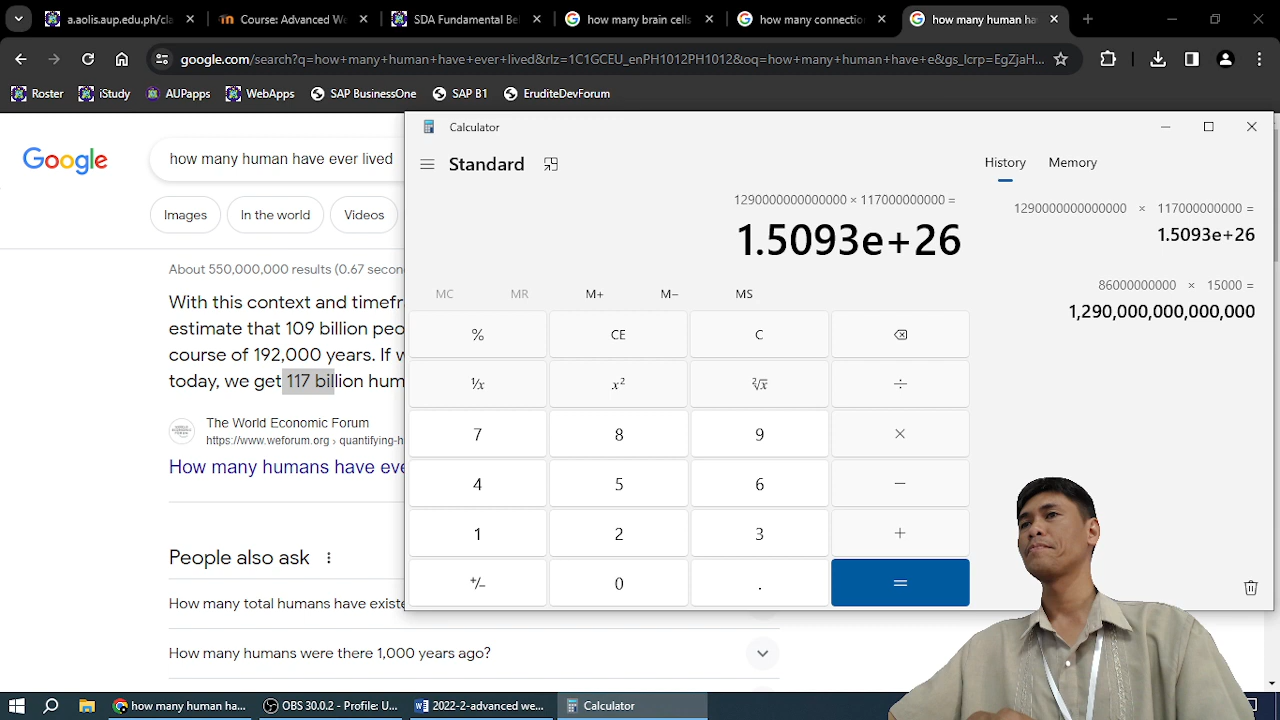 a.aolis.aup.edu.ph/cla
Course: Advanced We
SDA Fundamental Bel
how many brain cells
how many connection
how many human ha
google.com/search?q=how+many+human+have+ever+lived&rlz=1C1GCEU_enPH1012PH1012&oq=how+many+human+have+e&gs_lcrp=EgZjaH...
Roster
iStudy
AUPapps
WebApps
SAP BusinessOne
SAP B1
EruditeDevForum
Google
how many human have ever lived
Images
In the world
Videos
About 550,000,000 results (0.67 secon
With this context and timefr
estimate that 109 billion peo
course of 192,000 years. If w
today, we get 117 billion hum
The World Economic Forum
https://www.weforum.org › quantifying-h
How many humans have eve
People also ask
How many total humans have existe
How many humans were there 1,000 years ago?
Calculator
Standard
1290000000000000 × 117000000000 =
1.5093e+26
MC MR M+ M− MS
% CE C
¹/x x² ²√x ÷
7 8 9 ×
4 5 6 −
1 2 3 +
+/− 0 . =
History Memory
1290000000000000 × 117000000000 =
1.5093e+26
86000000000 × 15000 =
1,290,000,000,000,000
how many human ha...
OBS 30.0.2 - Profile: U...
2022-2-advanced we...
Calculator